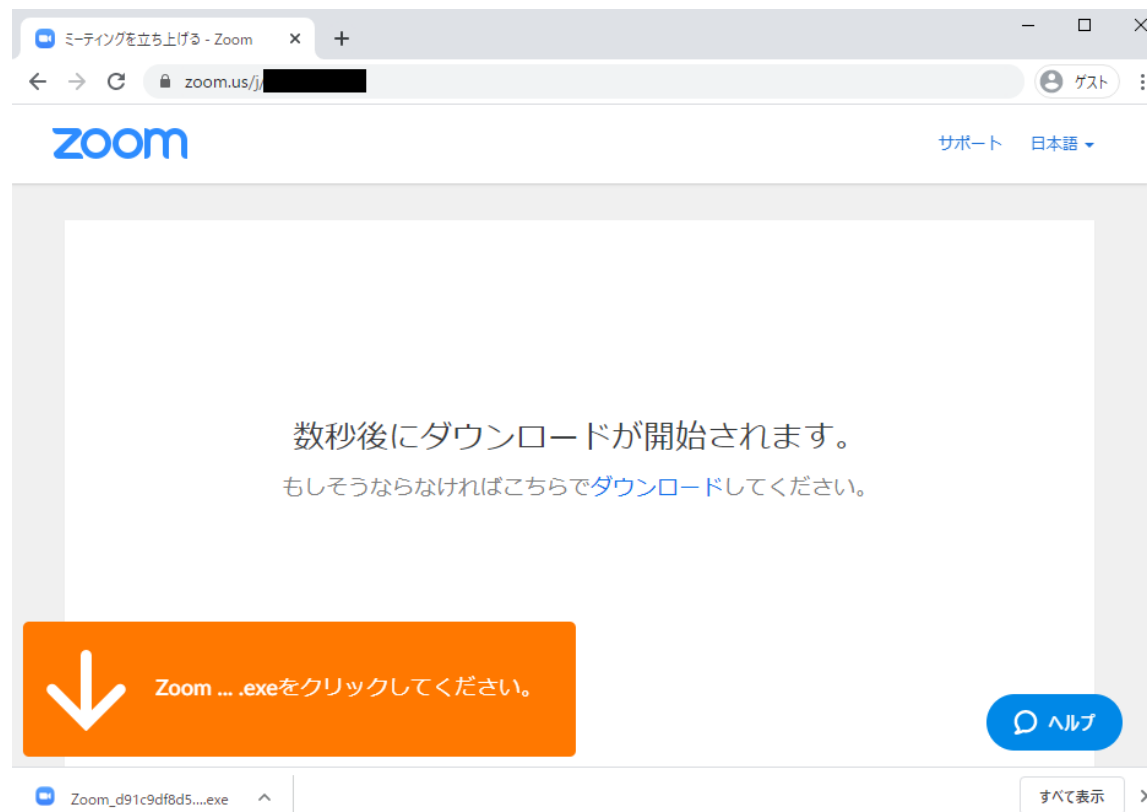 ミーティングを立ち上げる - Zoom
zoom.us/j/
ゲスト
zoom
サポート 日本語
数秒後にダウンロードが開始されます。
もしそうならなければこちらでダウンロードしてください。
Zoom ... .exeをクリックしてください。
ヘルプ
Zoom_d91c9df8d5....exe
すべて表示